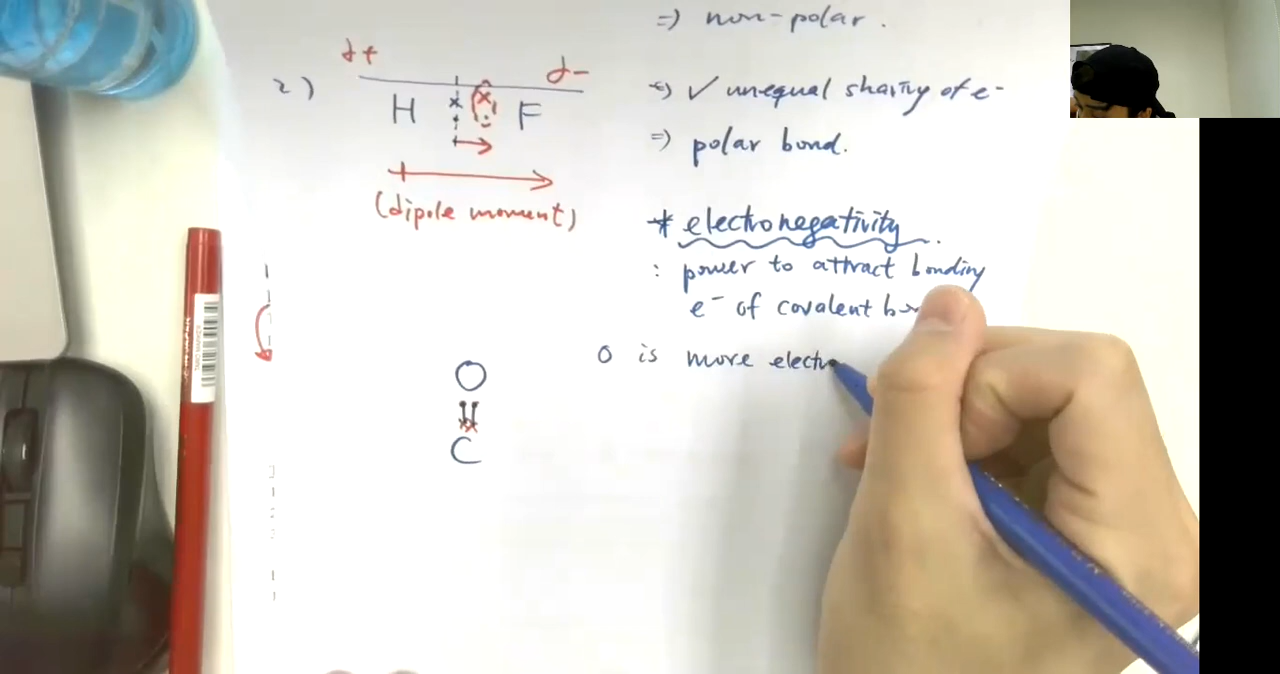 =) non-polar.
δ+
δ-
2)
H
F
=) ✓ unequal sharing of e-
=) polar bond.
(dipole moment)
* electronegativity.
: power to attract bonding
e- of covalent
O is more electro
O
C